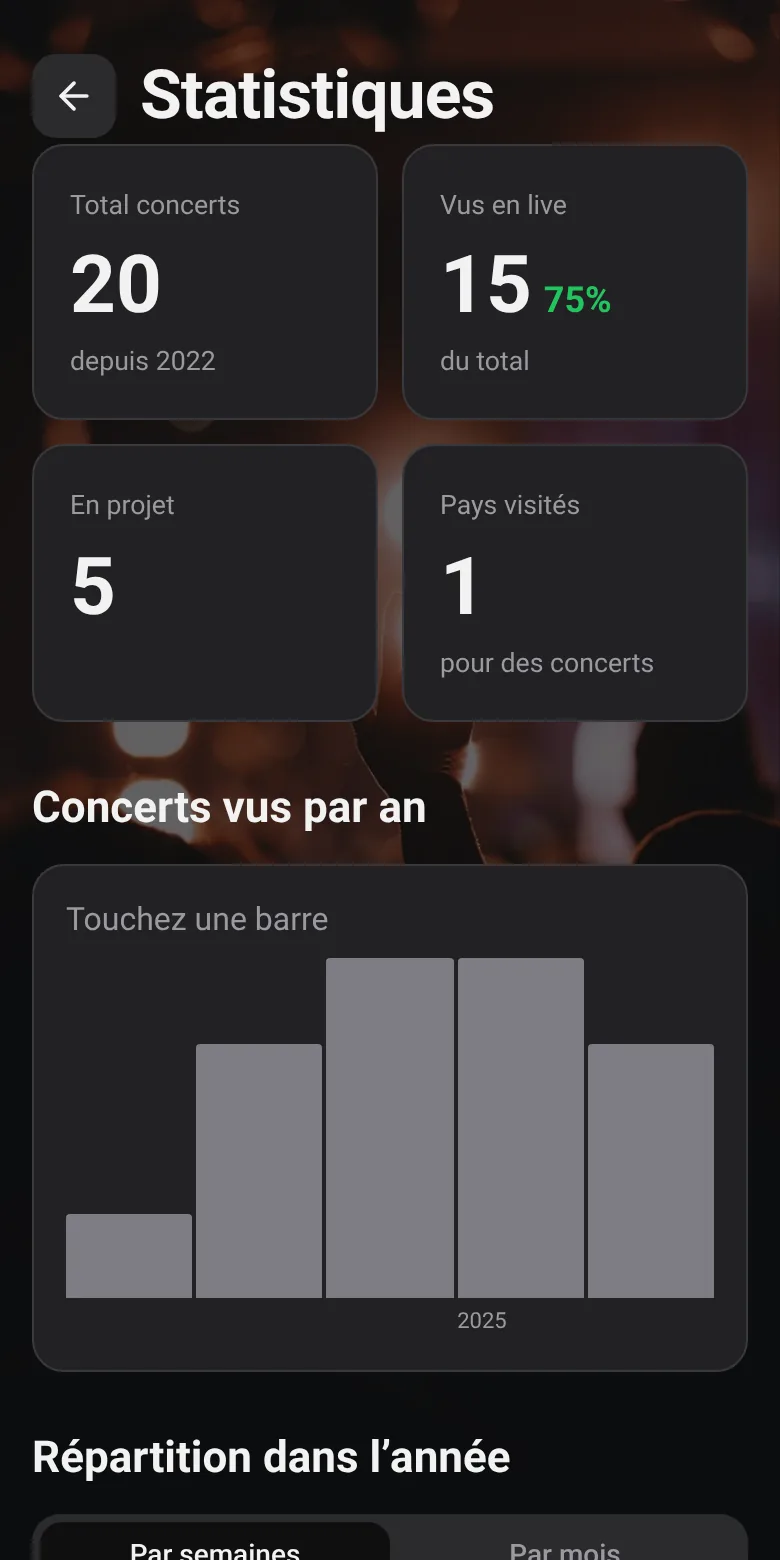 Statistiques
Total concerts
20
depuis 2022
Vus en live
15 75%
du total
En projet
5
Pays visités
1
pour des concerts
Concerts vus par an
Touchez une barre
2025
Répartition dans l’année
Par semaines
Par mois